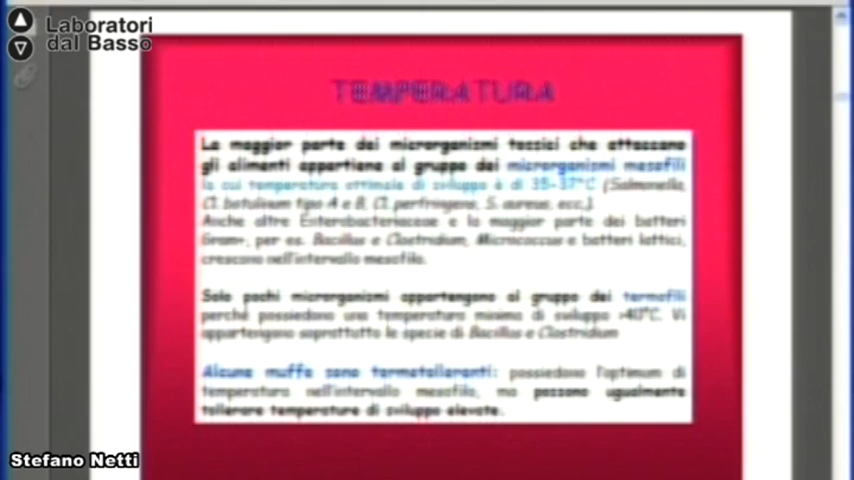 Laboratori
dal Basso
TEMPERATURA
La maggior parte dei microrganismi tossici che attaccano
gli alimenti appartiene al gruppo dei microrganismi mesofili
la cui temperatura ottimale di sviluppo è di 35-37°C (Salmonella,
Cl. botulinum tipo A e B, Cl. perfringens, S. aureus, ecc.).
Anche altre Enterobacteriaceae e la maggior parte dei batteri
Gram+, per es. Bacillus e Clostridium, Micrococcus e batteri lattici,
crescono nell'intervallo mesofilo.
Solo pochi microrganismi appartengono al gruppo dei termofili
perché possiedono una temperatura minima di sviluppo >40°C. Vi
appartengono soprattutto le specie di Bacillus e Clostridium
Alcune muffe sono termotolleranti: possiedono l'optimum di
temperatura nell'intervallo mesofilo, ma possono ugualmente
tollerare temperature di sviluppo elevate.
Stefano Netti